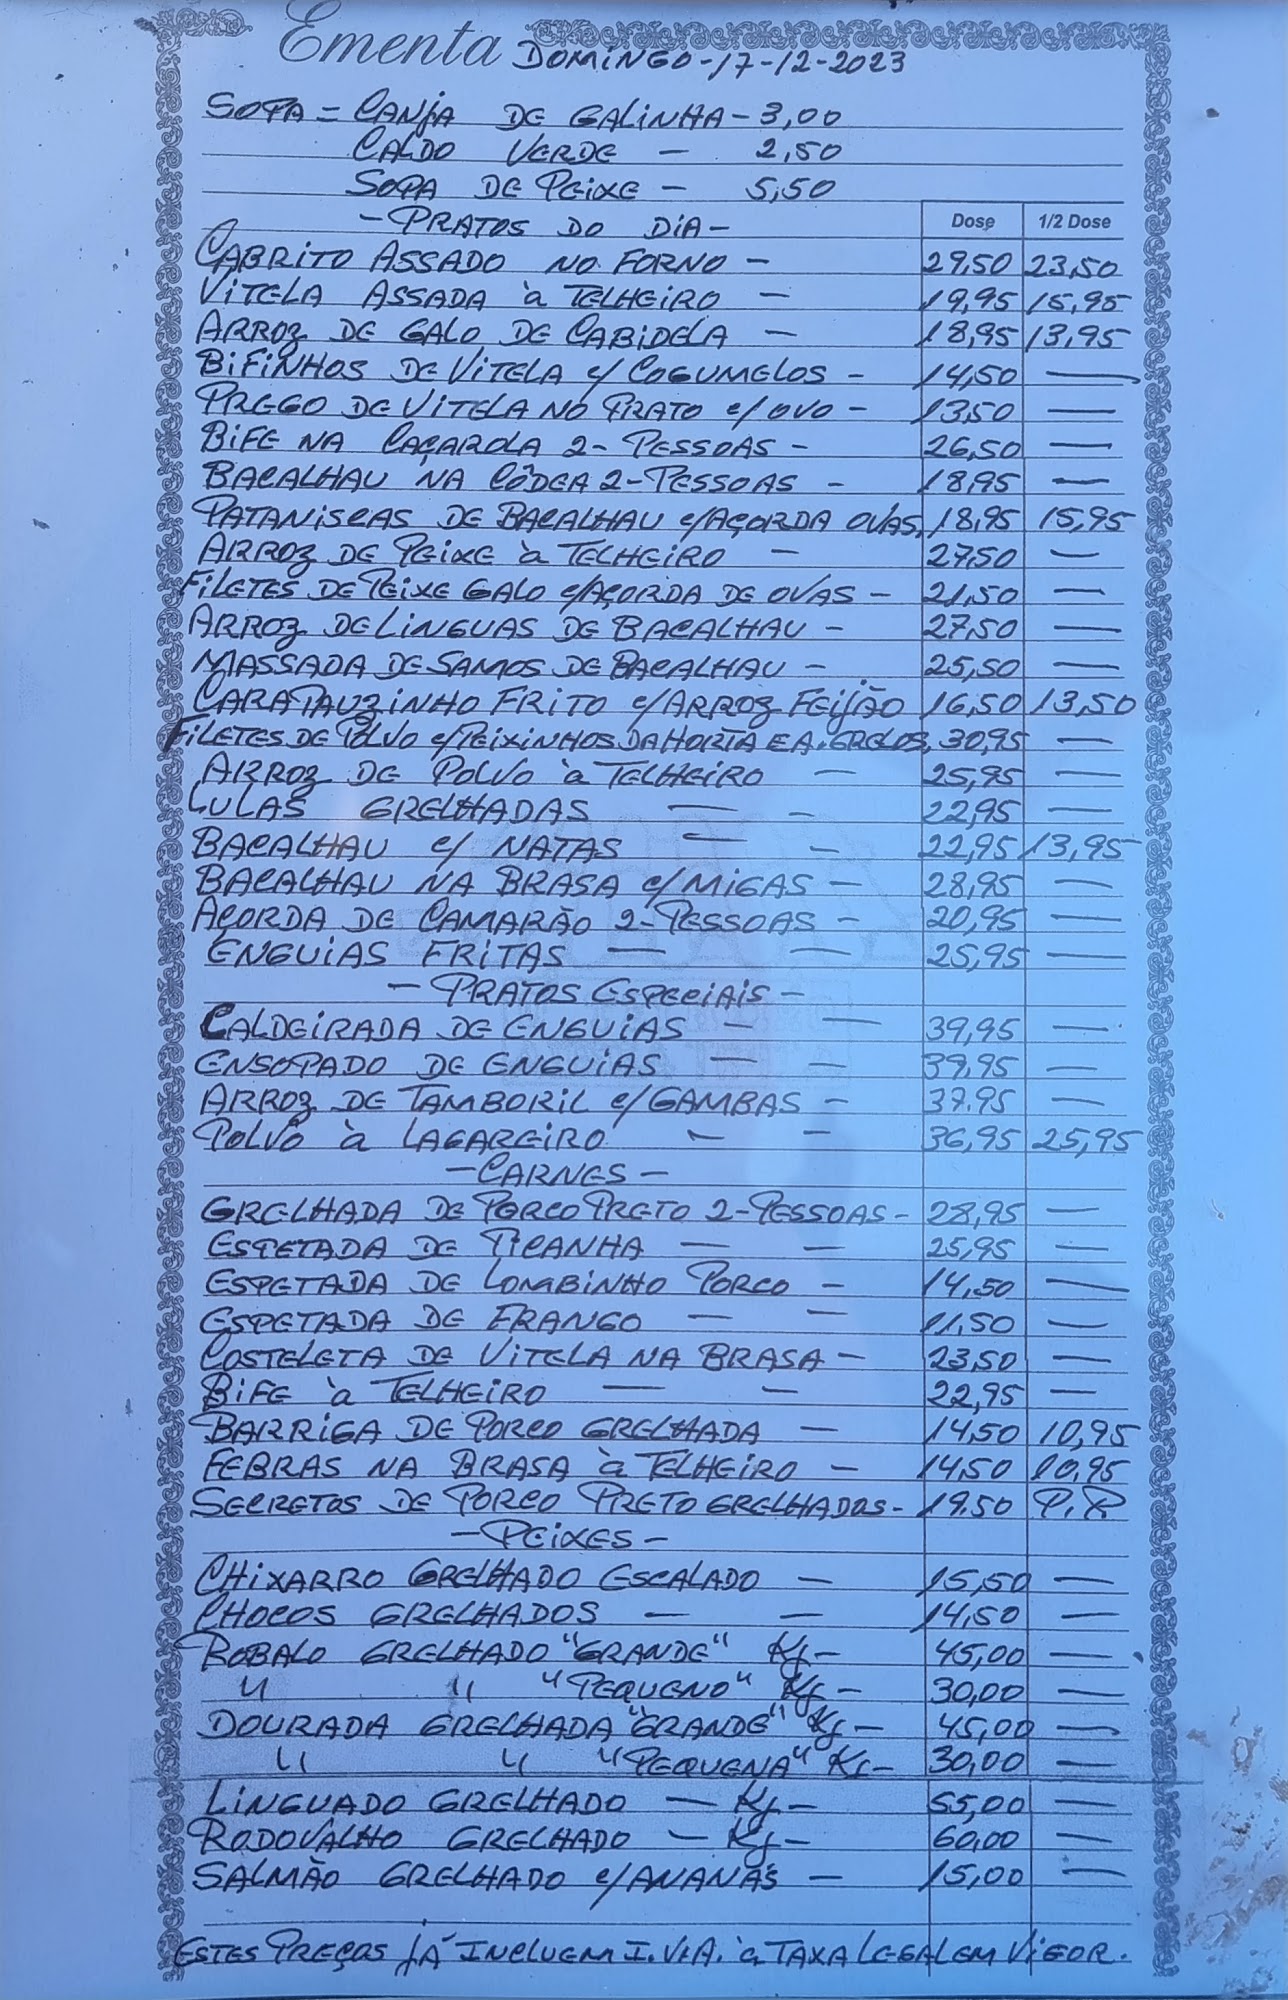 Ementa DOMINGO-17-12-2023
SOPA = CANJA DE GALINHA - 3,00
CALDO VERDE - 2,50
SOPA DE PEIXE - 5,50
- PRATOS DO DIA - Dose 1/2 Dose
CABRITO ASSADO NO FORNO - 29,50 23,50
VITELA ASSADA à TELHEIRO - 19,95 15,95
ARROZ DE GALO DE CABIDELA - 18,95 13,95
BIFINHOS DE VITELA c/ COGUMELOS - 14,50 —
PREGO DE VITELA NO PRATO c/ OVO - 13,50 —
BIFE NA CAÇAROLA 2-PESSOAS - 26,50 —
BACALHAU NA CÔDEA 2-PESSOAS - 18,95 —
PATANISCAS DE BACALHAU c/AÇORDA OVAS, 18,95 15,95
ARROZ DE PEIXE à TELHEIRO - 27,50 —
FILETES DE PEIXE GALO c/AÇORDA DE OVAS - 21,50 —
ARROZ DE LINGUAS DE BACALHAU - 27,50 —
MASSADA DE SAMOS DE BACALHAU - 25,50 —
CARAPAUZINHO FRITO c/ARROZ FEIJÃO 16,50 13,50
FILETES DE POLVO c/PEIXINHOS DA HORTA E A. GRELOS, 30,95 —
ARROZ DE POLVO à TELHEIRO - 25,95 —
LULAS GRELHADAS — - 22,95 —
BACALHAU c/ NATAS — - 22,95 13,95
BACALHAU NA BRASA c/MIGAS - 28,95 —
AÇORDA DE CAMARÃO 2-PESSOAS - 20,95 —
ENGUIAS FRITAS — - 25,95 —
- PRATOS ESPECIAIS -
CALDEIRADA DE ENGUIAS - — 39,95 —
ENSOPADO DE ENGUIAS — - 39,95 —
ARROZ DE TAMBORIL c/GAMBAS - 37.95 —
POLVO à LAGAREIRO - - 36,95 25,95
- CARNES -
GRELHADA DE PORCO PRETO 2-PESSOAS - 28,95 —
ESPETADA DE PICANHA — - 25,95 —
ESPETADA DE LOMBINHO PORCO - 14,50 —
ESPETADA DE FRANGO — - 11,50 —
COSTELETA DE VITELA NA BRASA - 23,50 —
BIFE à TELHEIRO — - 22,95 —
BARRIGA DE PORCO GRELHADA - 14,50 10,95
FEBRAS NA BRASA à TELHEIRO - 14,50 10,95
SECRETOS DE PORCO PRETO GRELHADOS - 19.50 P.P.
- PEIXES -
CHIXARRO GRELHADO ESCALADO - 15,50 —
CHOCOS GRELHADOS — - 14,50 —
ROBALO GRELHADO "GRANDE" Kg - 45,00 —
" " "PEQUENO" Kg - 30,00 —
DOURADA GRELHADA "GRANDE" Kg - 45,00 —
" " "PEQUENA" KG - 30,00 —
LINGUADO GRELHADO — Kg - 55,00 —
RODOVALHO GRELHADO — Kg - 60,00 —
SALMÃO GRELHADO c/ANANÁS - 15,00 —
ESTES PREÇOS JÁ INCLUEM I.V.A. à TAXA LEGAL EM VIGOR.